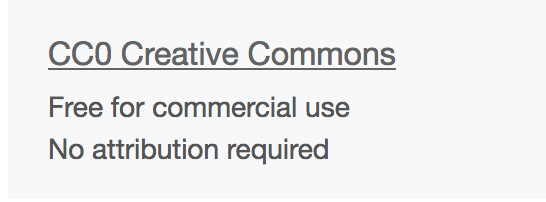 CC0 Creative Commons
Free for commercial use
No attribution required